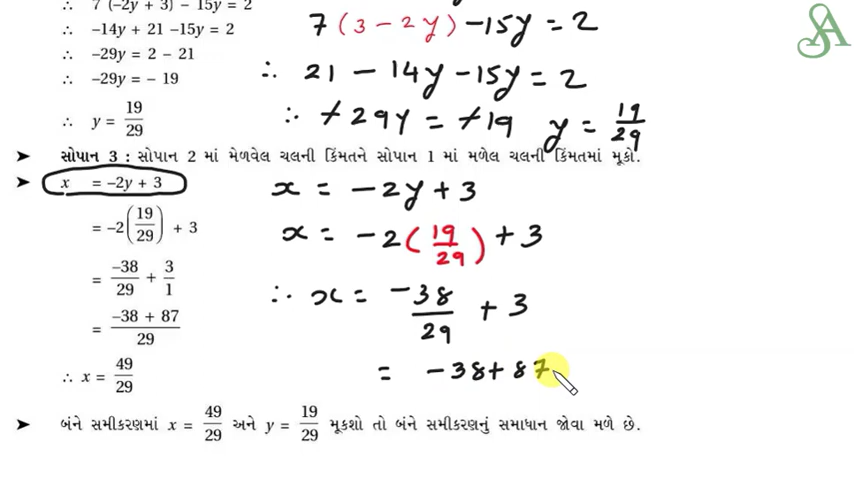 ∴ 7 (−2y + 3) − 15y = 2
∴ −14y + 21 −15y = 2
∴ −29y = 2 − 21
∴ −29y = − 19
∴ y = 19/29
7 (3 − 2y) −15y = 2
∴ 21 − 14y −15y = 2
∴ −29y = −19 y = 19/29
➤ સોપાન 3 : સોપાન 2 માં મેળવેલ ચલની કિંમતને સોપાન 1 માં મળેલ ચલની કિંમતમાં મૂકો.
➤ x = −2y + 3
= −2(19/29) + 3
= −38/29 + 3/1
= (−38 + 87)/29
∴ x = 49/29
x = −2y + 3
x = −2(19/29) + 3
∴ x = −38/29 + 3
= −38+ 87
➤ બંને સમીકરણમાં x = 49/29 અને y = 19/29 મૂકશો તો બંને સમીકરણનું સમાધાન જોવા મળે છે.